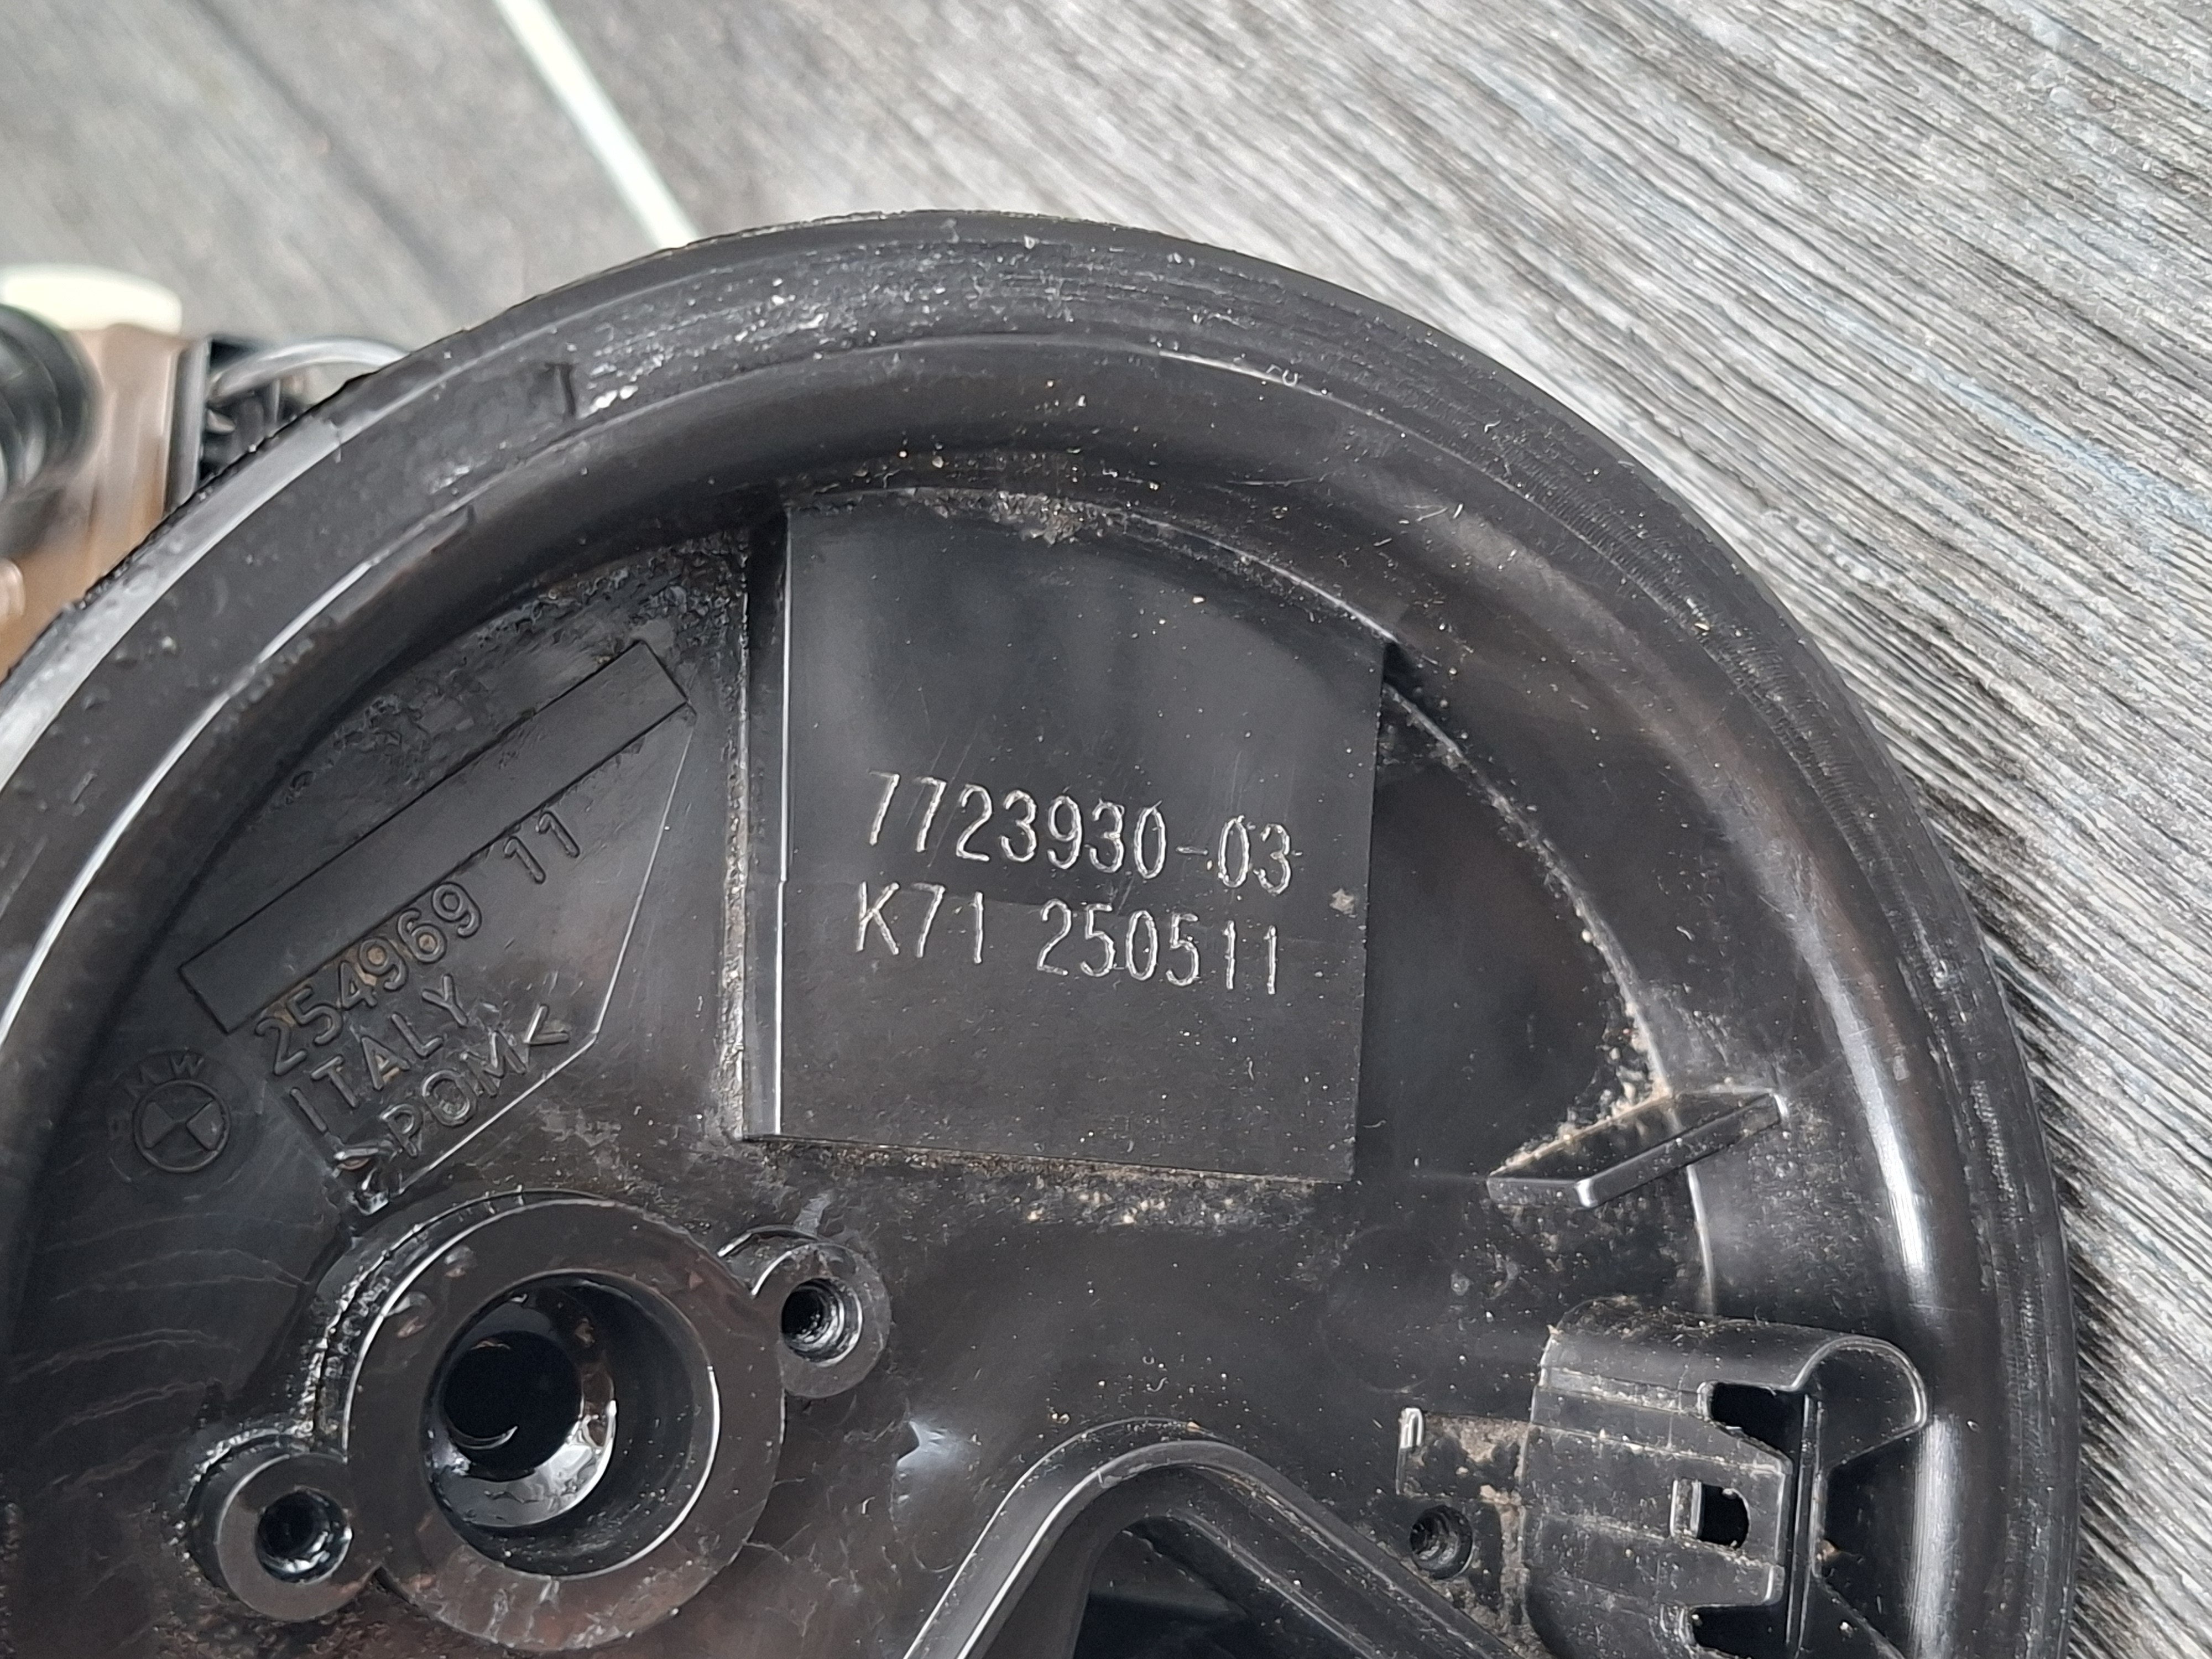 254969 11
ITALY
>POM<
BMW
7723930-03
K71 250511